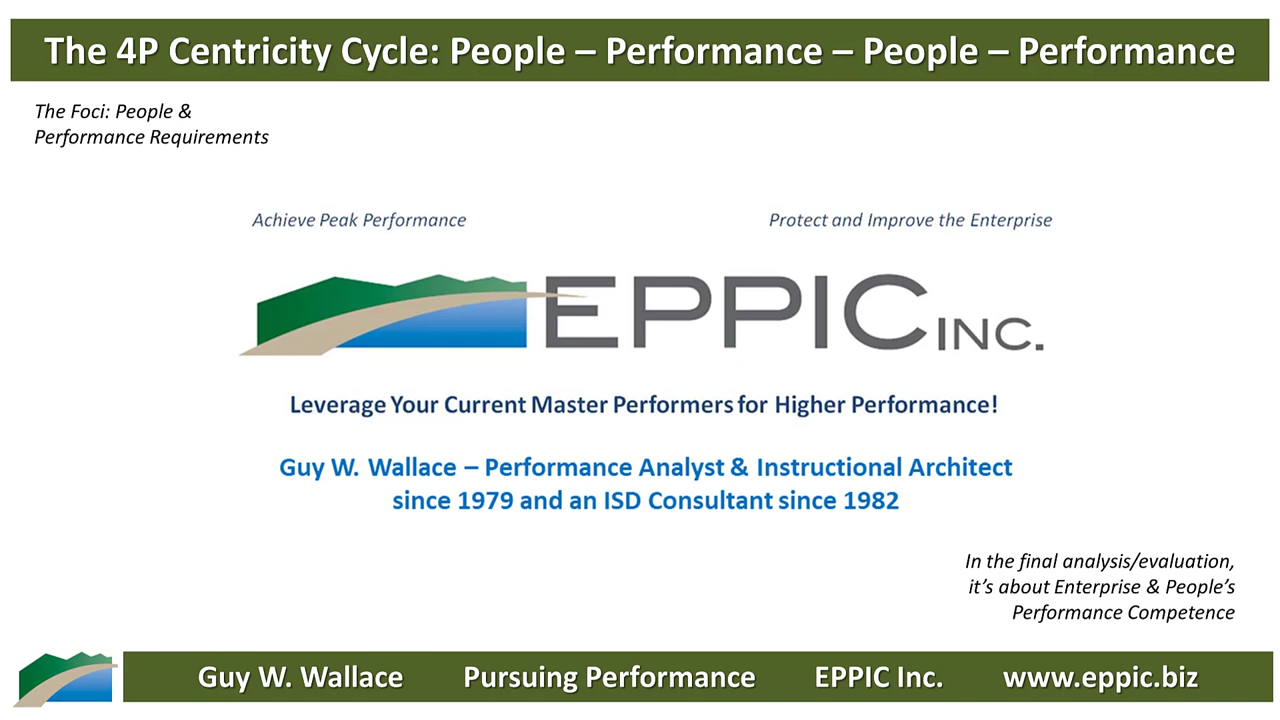 The 4P Centricity Cycle: People – Performance – People – Performance
The Foci: People &
Performance Requirements
Achieve Peak Performance
Protect and Improve the Enterprise
EPPIC INC.
Leverage Your Current Master Performers for Higher Performance!
Guy W. Wallace – Performance Analyst & Instructional Architect
since 1979 and an ISD Consultant since 1982
In the final analysis/evaluation,
it’s about Enterprise & People’s
Performance Competence
Guy W. Wallace Pursuing Performance EPPIC Inc. www.eppic.biz